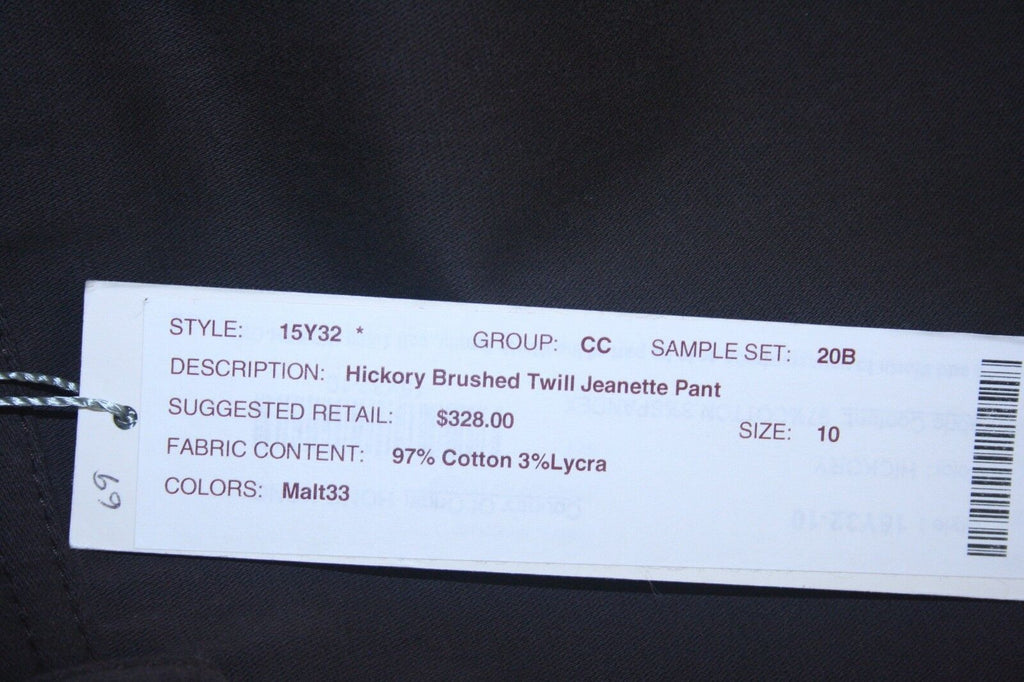 STYLE: 15Y32 * GROUP: CC SAMPLE SET: 20B
DESCRIPTION: Hickory Brushed Twill Jeanette Pant
SUGGESTED RETAIL: $328.00 SIZE: 10
FABRIC CONTENT: 97% Cotton 3%Lycra
COLORS: Malt33
69